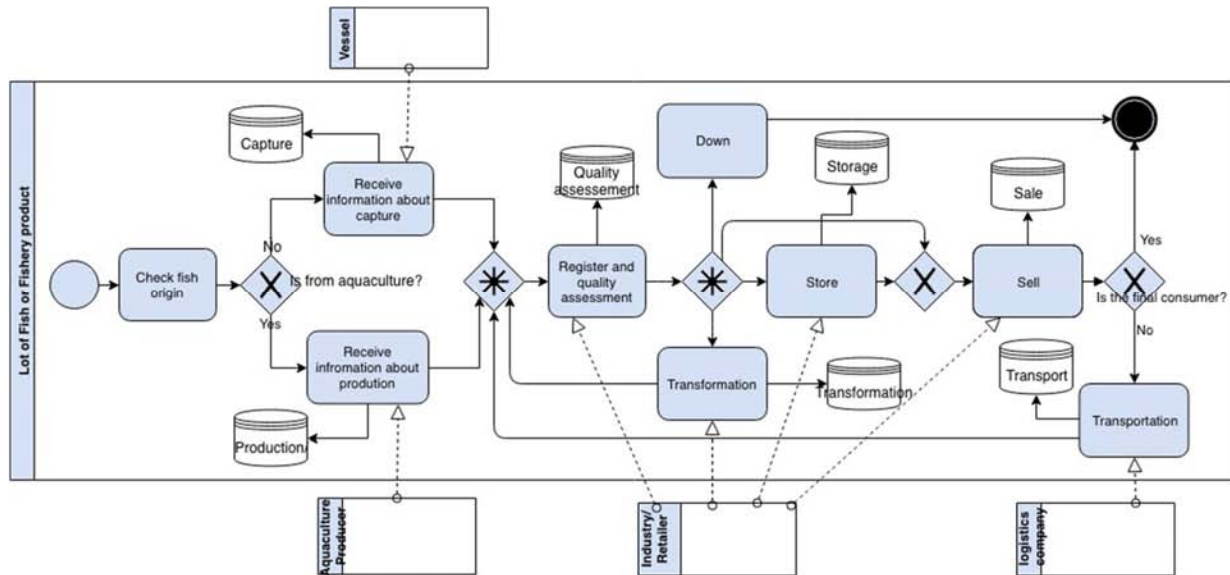 Vessel
Lot of Fish or Fishery product
Capture
Receive
information about
capture
No
Is from aquaculture?
Yes
Check fish
origin
Receive
infromation about
prodution
Production
Quality
assessement
Register and
quality
assessment
Down
Storage
Store
Transformation
Transformation
Sale
Sell
Yes
Is the final consumer?
No
Transport
Transportation
Aquaculture
Producer
Industry/
Retailer
logistics
company